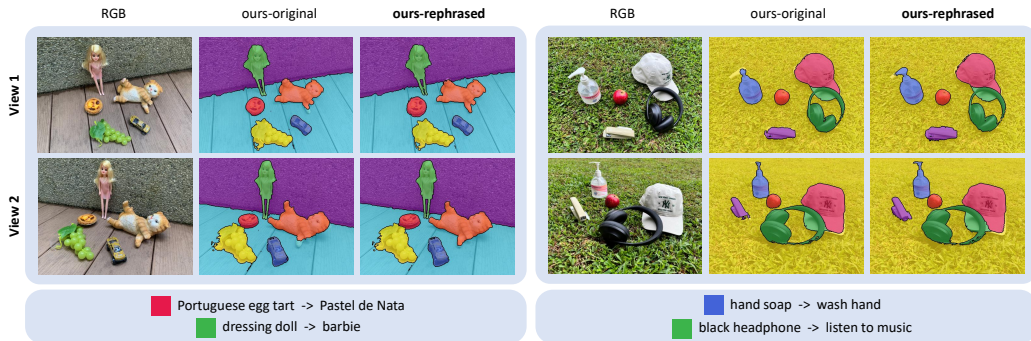 RGB ours-original ours-rephrased RGB ours-original ours-rephrased
View 1
View 2
Portuguese egg tart -> Pastel de Nata
dressing doll -> barbie
hand soap -> wash hand
black headphone -> listen to music